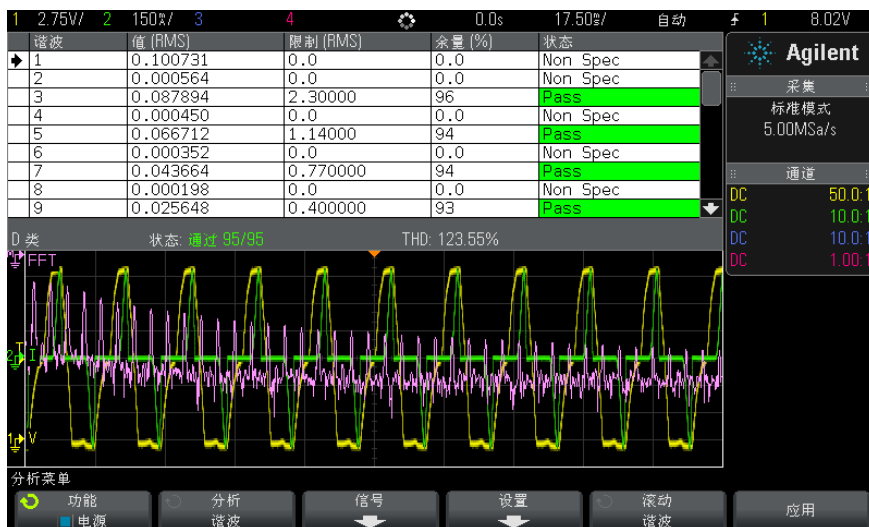 1 2.75V/ 2 150%/ 3 4 0.0s 17.50%/ 自动 1 8.02V
谐波 值 (RMS) 限制 (RMS) 余量 (%) 状态
1 0.100731 0.0 0.0 Non Spec
2 0.000564 0.0 0.0 Non Spec
3 0.087894 2.30000 96 Pass
4 0.000450 0.0 0.0 Non Spec
5 0.066712 1.14000 94 Pass
6 0.000352 0.0 0.0 Non Spec
7 0.043664 0.770000 94 Pass
8 0.000198 0.0 0.0 Non Spec
9 0.025648 0.400000 93 Pass
D 类 状态: 通过 95/95 THD: 123.55%
Agilent
采集
标准模式
5.00MSa/s
通道
DC 50.0:1
DC 10.0:1
DC 10.0:1
DC 1.00:1
FFT
2 I
1 V
分析菜单
功能
电源
分析
谐波
信号
设置
滚动
谐波
应用